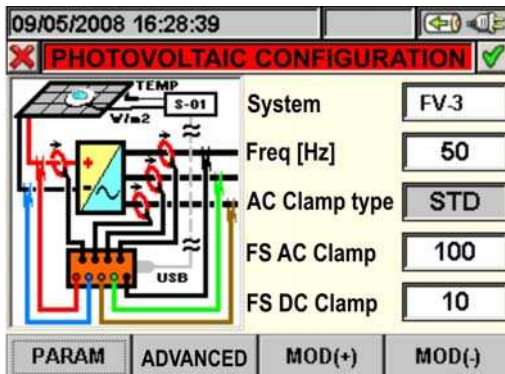 09/05/2008 16:28:39
PHOTOVOLTAIC CONFIGURATION
TEMP
S-01
W/m2
USB
System FV-3
Freq [Hz] 50
AC Clamp type STD
FS AC Clamp 100
FS DC Clamp 10
PARAM ADVANCED MOD(+) MOD(-)